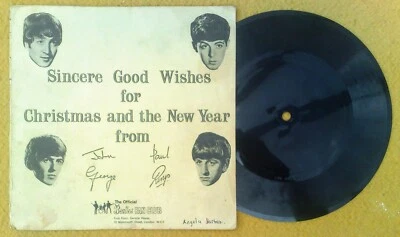 Sincere Good Wishes
for
Christmas and the New Year
from
John Paul
George Ringo
The Official